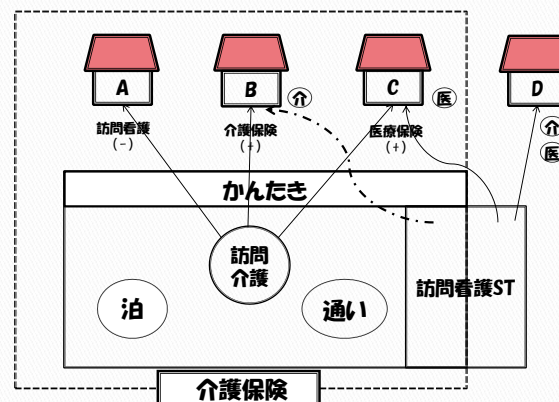 A
B
C
D
介
医
介
医
訪問看護
(-)
介護保険
(+)
医療保険
(+)
かんたき
訪問
介護
泊
通い
訪問看護ST
介護保険